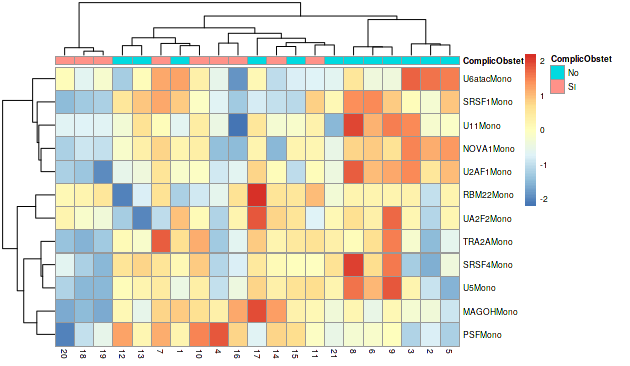 ComplicObstet
ComplicObstet
No
SI
2
1
0
-1
-2
U6atacMono
SRSF1Mono
U11Mono
NOVA1Mono
U2AF1Mono
RBM22Mono
UA2F2Mono
TRA2AMono
SRSF4Mono
U5Mono
MAGOHMono
PSFMono
20 18 19 12 13 7 1 10 4 16 17 14 15 11 21 8 6 9 3 2 5